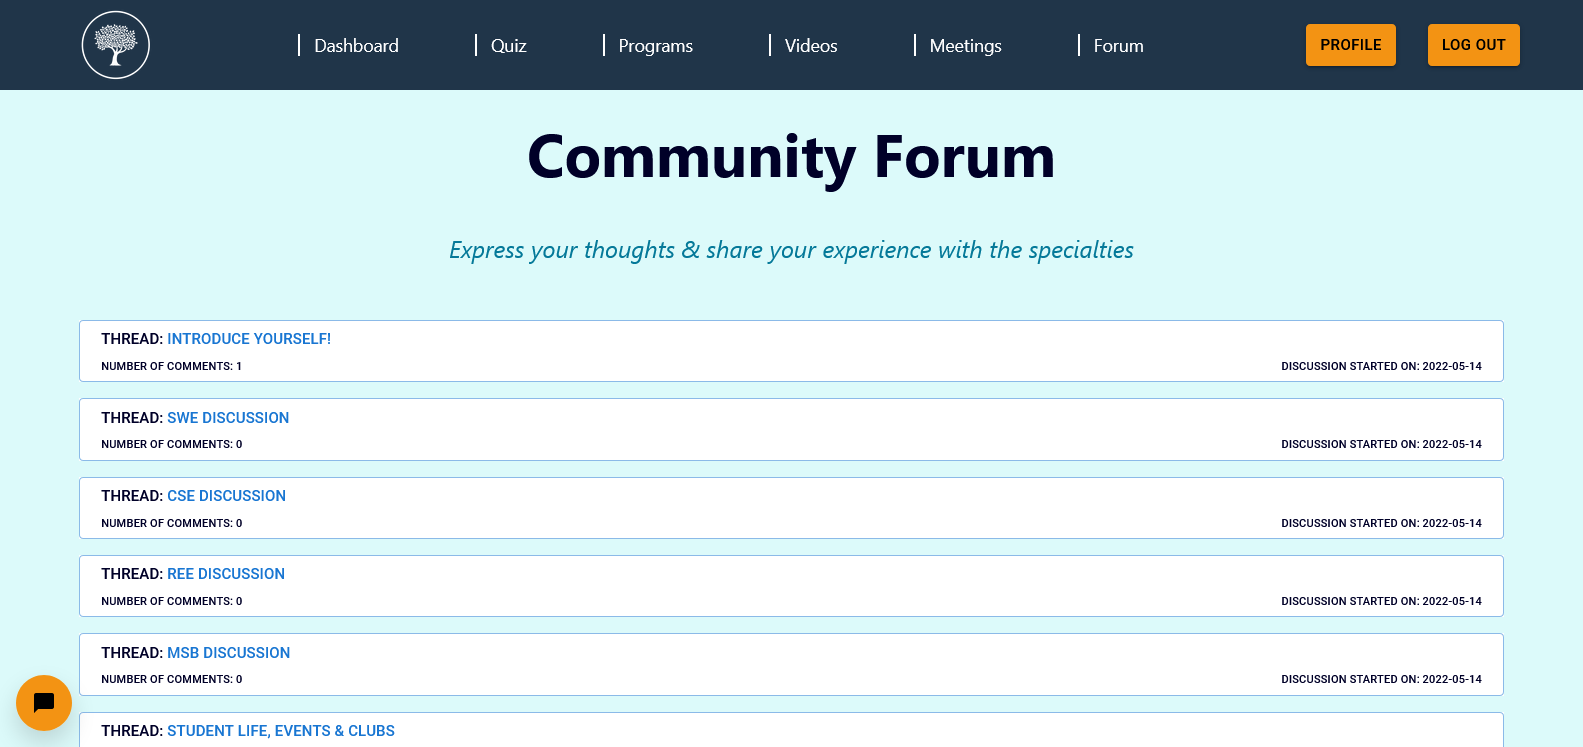 Dashboard
Quiz
Programs
Videos
Meetings
Forum
PROFILE
LOG OUT
Community Forum
Express your thoughts & share your experience with the specialties
THREAD: INTRODUCE YOURSELF!
NUMBER OF COMMENTS: 1
DISCUSSION STARTED ON: 2022-05-14
THREAD: SWE DISCUSSION
NUMBER OF COMMENTS: 0
DISCUSSION STARTED ON: 2022-05-14
THREAD: CSE DISCUSSION
NUMBER OF COMMENTS: 0
DISCUSSION STARTED ON: 2022-05-14
THREAD: REE DISCUSSION
NUMBER OF COMMENTS: 0
DISCUSSION STARTED ON: 2022-05-14
THREAD: MSB DISCUSSION
NUMBER OF COMMENTS: 0
DISCUSSION STARTED ON: 2022-05-14
THREAD: STUDENT LIFE, EVENTS & CLUBS